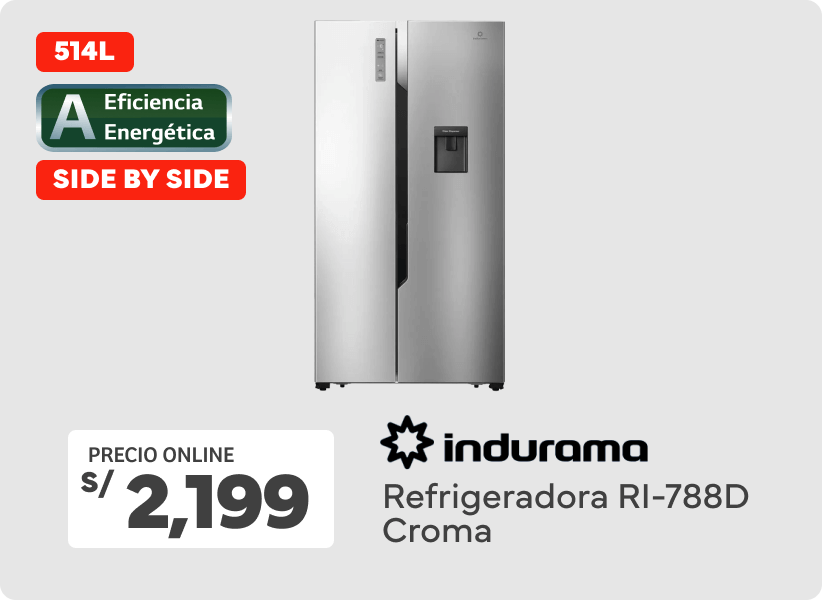 514L
A Eficiencia
Energética
SIDE BY SIDE
PRECIO ONLINE
S/ 2,199
indurama
Refrigeradora RI-788D
Croma